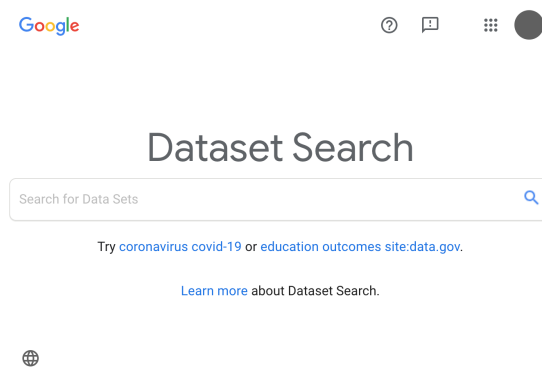 Google
Dataset Search
Search for Data Sets
Try coronavirus covid-19 or education outcomes site:data.gov.
Learn more about Dataset Search.